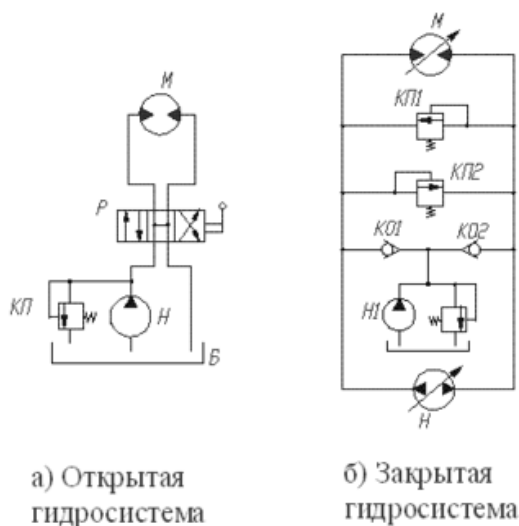 М
Р
КП
Н
Б
а) Открытая
гидросистема
М
КП1
КП2
КО1
КО2
Н1
Н
б) Закрытая
гидросистема